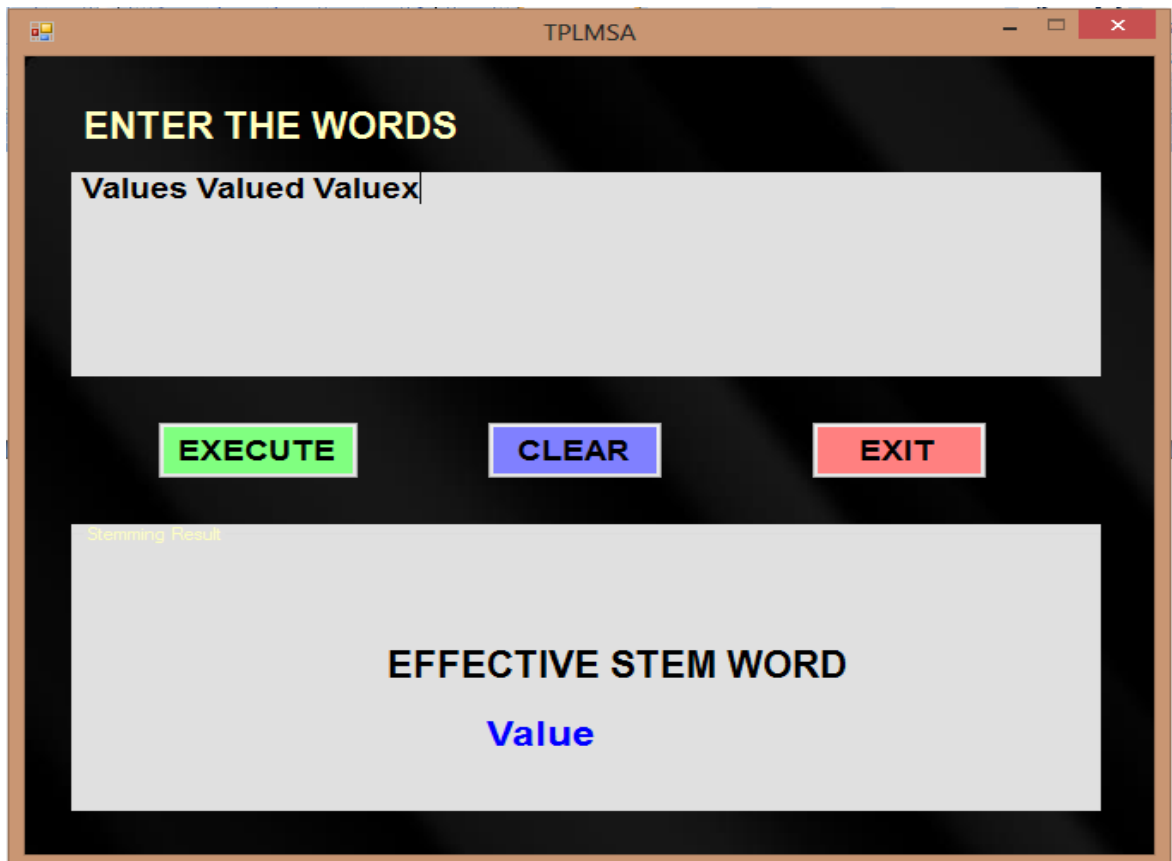 TPLMSA
ENTER THE WORDS
Values Valued Valuex
EXECUTE CLEAR EXIT
Stemming Result
EFFECTIVE STEM WORD
Value